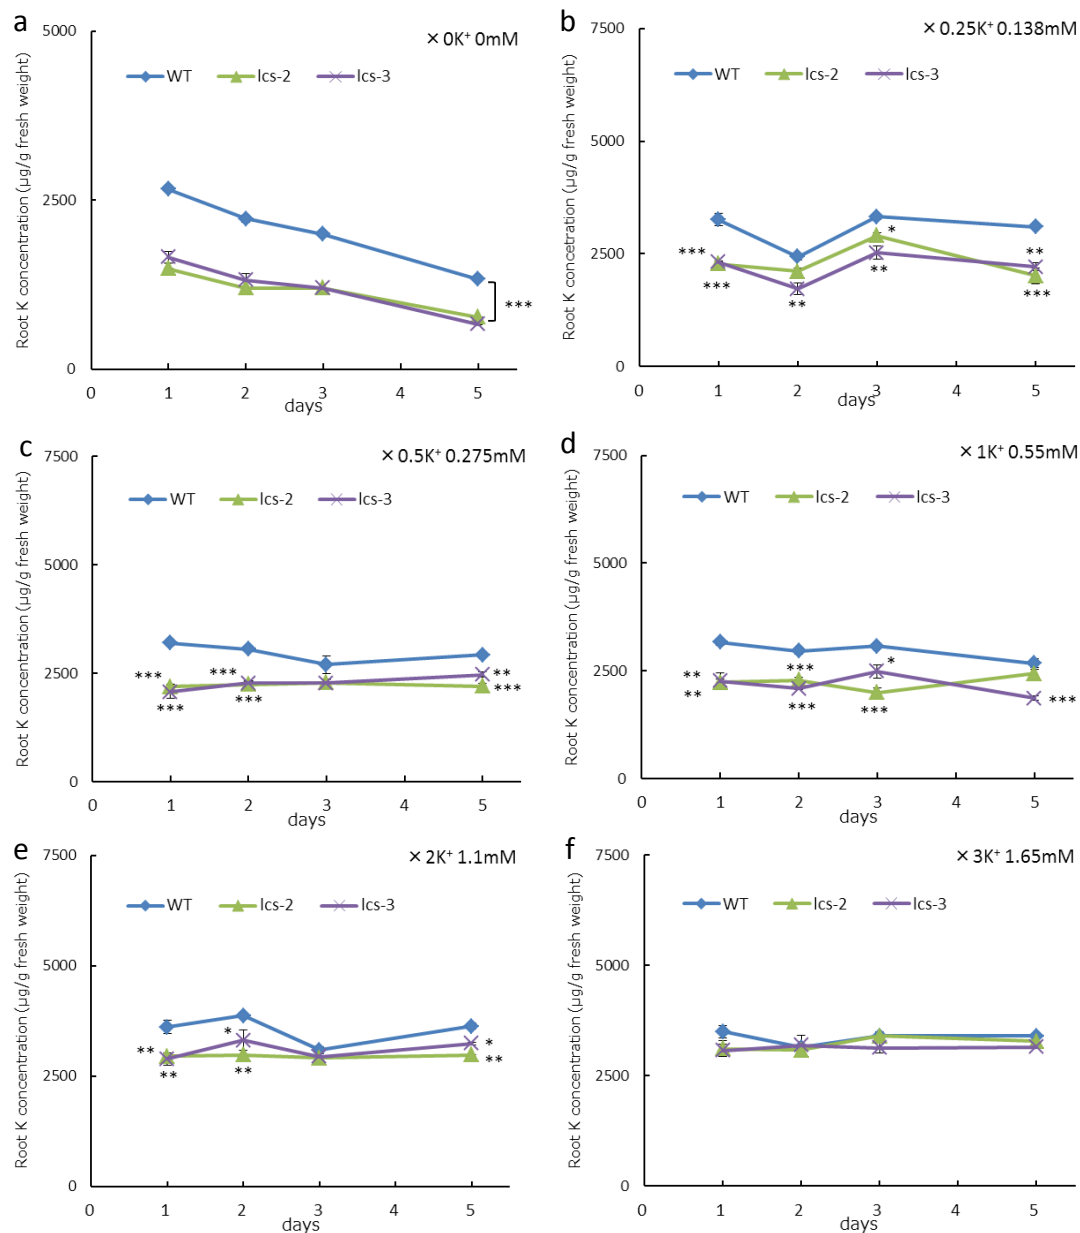 a
× 0K⁺ 0mM
Root K concentration (µg/g fresh weight)
5000
2500
0
WT
lcs-2
lcs-3
***
0 1 2 3 4 5
days
b
× 0.25K⁺ 0.138mM
Root K concetration (µg/g fresh weight)
7500
5000
2500
0
WT
lcs-2
lcs-3
***
***
**
*
**
**
***
0 1 2 3 4 5
days
c
× 0.5K⁺ 0.275mM
Root K concentration (µg/g fresh weight)
7500
5000
2500
0
WT
lcs-2
lcs-3
***
***
***
***
**
***
0 1 2 3 4 5
days
d
× 1K⁺ 0.55mM
Root K concentration (µg/g fresh weight)
7500
5000
2500
0
WT
lcs-2
lcs-3
**
**
***
***
*
***
***
0 1 2 3 4 5
days
e
× 2K⁺ 1.1mM
Root K concentration (µg/g fresh weight)
7500
5000
2500
0
WT
lcs-2
lcs-3
**
**
*
**
*
**
0 1 2 3 4 5
days
f
× 3K⁺ 1.65mM
Root K concentration (µg/g fresh weight)
7500
5000
2500
0
WT
lcs-2
lcs-3
0 1 2 3 4 5
days